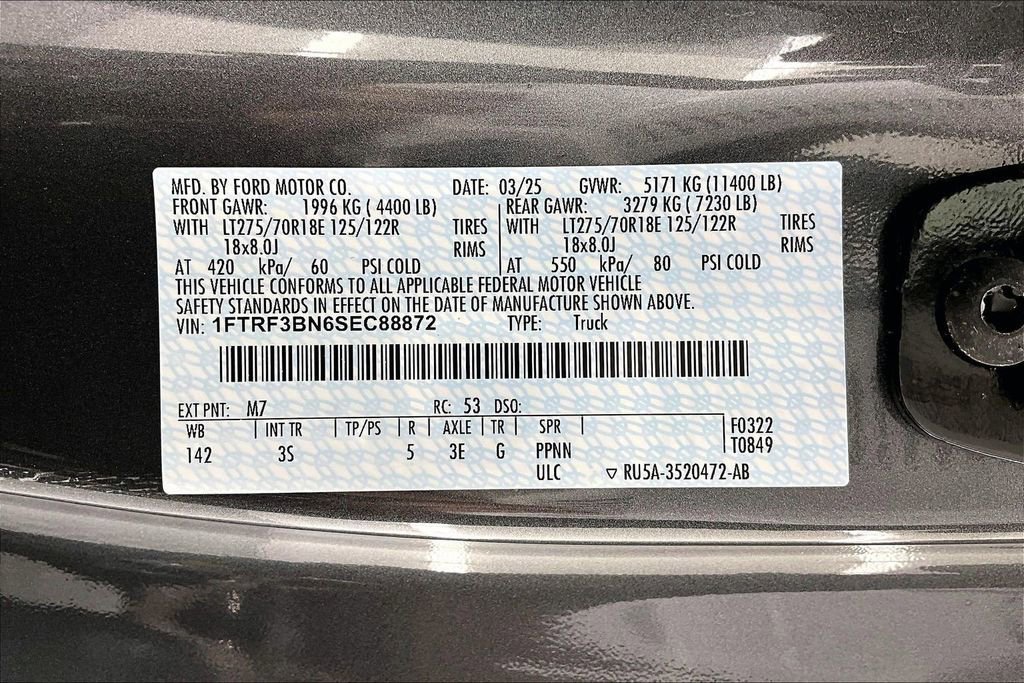 MFD. BY FORD MOTOR CO. DATE: 03/25 GVWR: 5171 KG (11400 LB)
FRONT GAWR: 1996 KG ( 4400 LB) REAR GAWR: 3279 KG ( 7230 LB)
WITH LT275/70R18E 125/122R TIRES WITH LT275/70R18E 125/122R TIRES
18x8.0J RIMS 18x8.0J RIMS
AT 420 kPa/ 60 PSI COLD AT 550 kPa/ 80 PSI COLD
THIS VEHICLE CONFORMS TO ALL APPLICABLE FEDERAL MOTOR VEHICLE
SAFETY STANDARDS IN EFFECT ON THE DATE OF MANUFACTURE SHOWN ABOVE.
VIN: 1FTRF3BN6SEC88872 TYPE: Truck
EXT PNT: M7 RC: 53 DSO:
WB | INT TR | TP/PS | R | AXLE | TR | SPR | F0322
142 3S 5 3E G PPNN T0849
ULC ▽ RU5A-3520472-AB